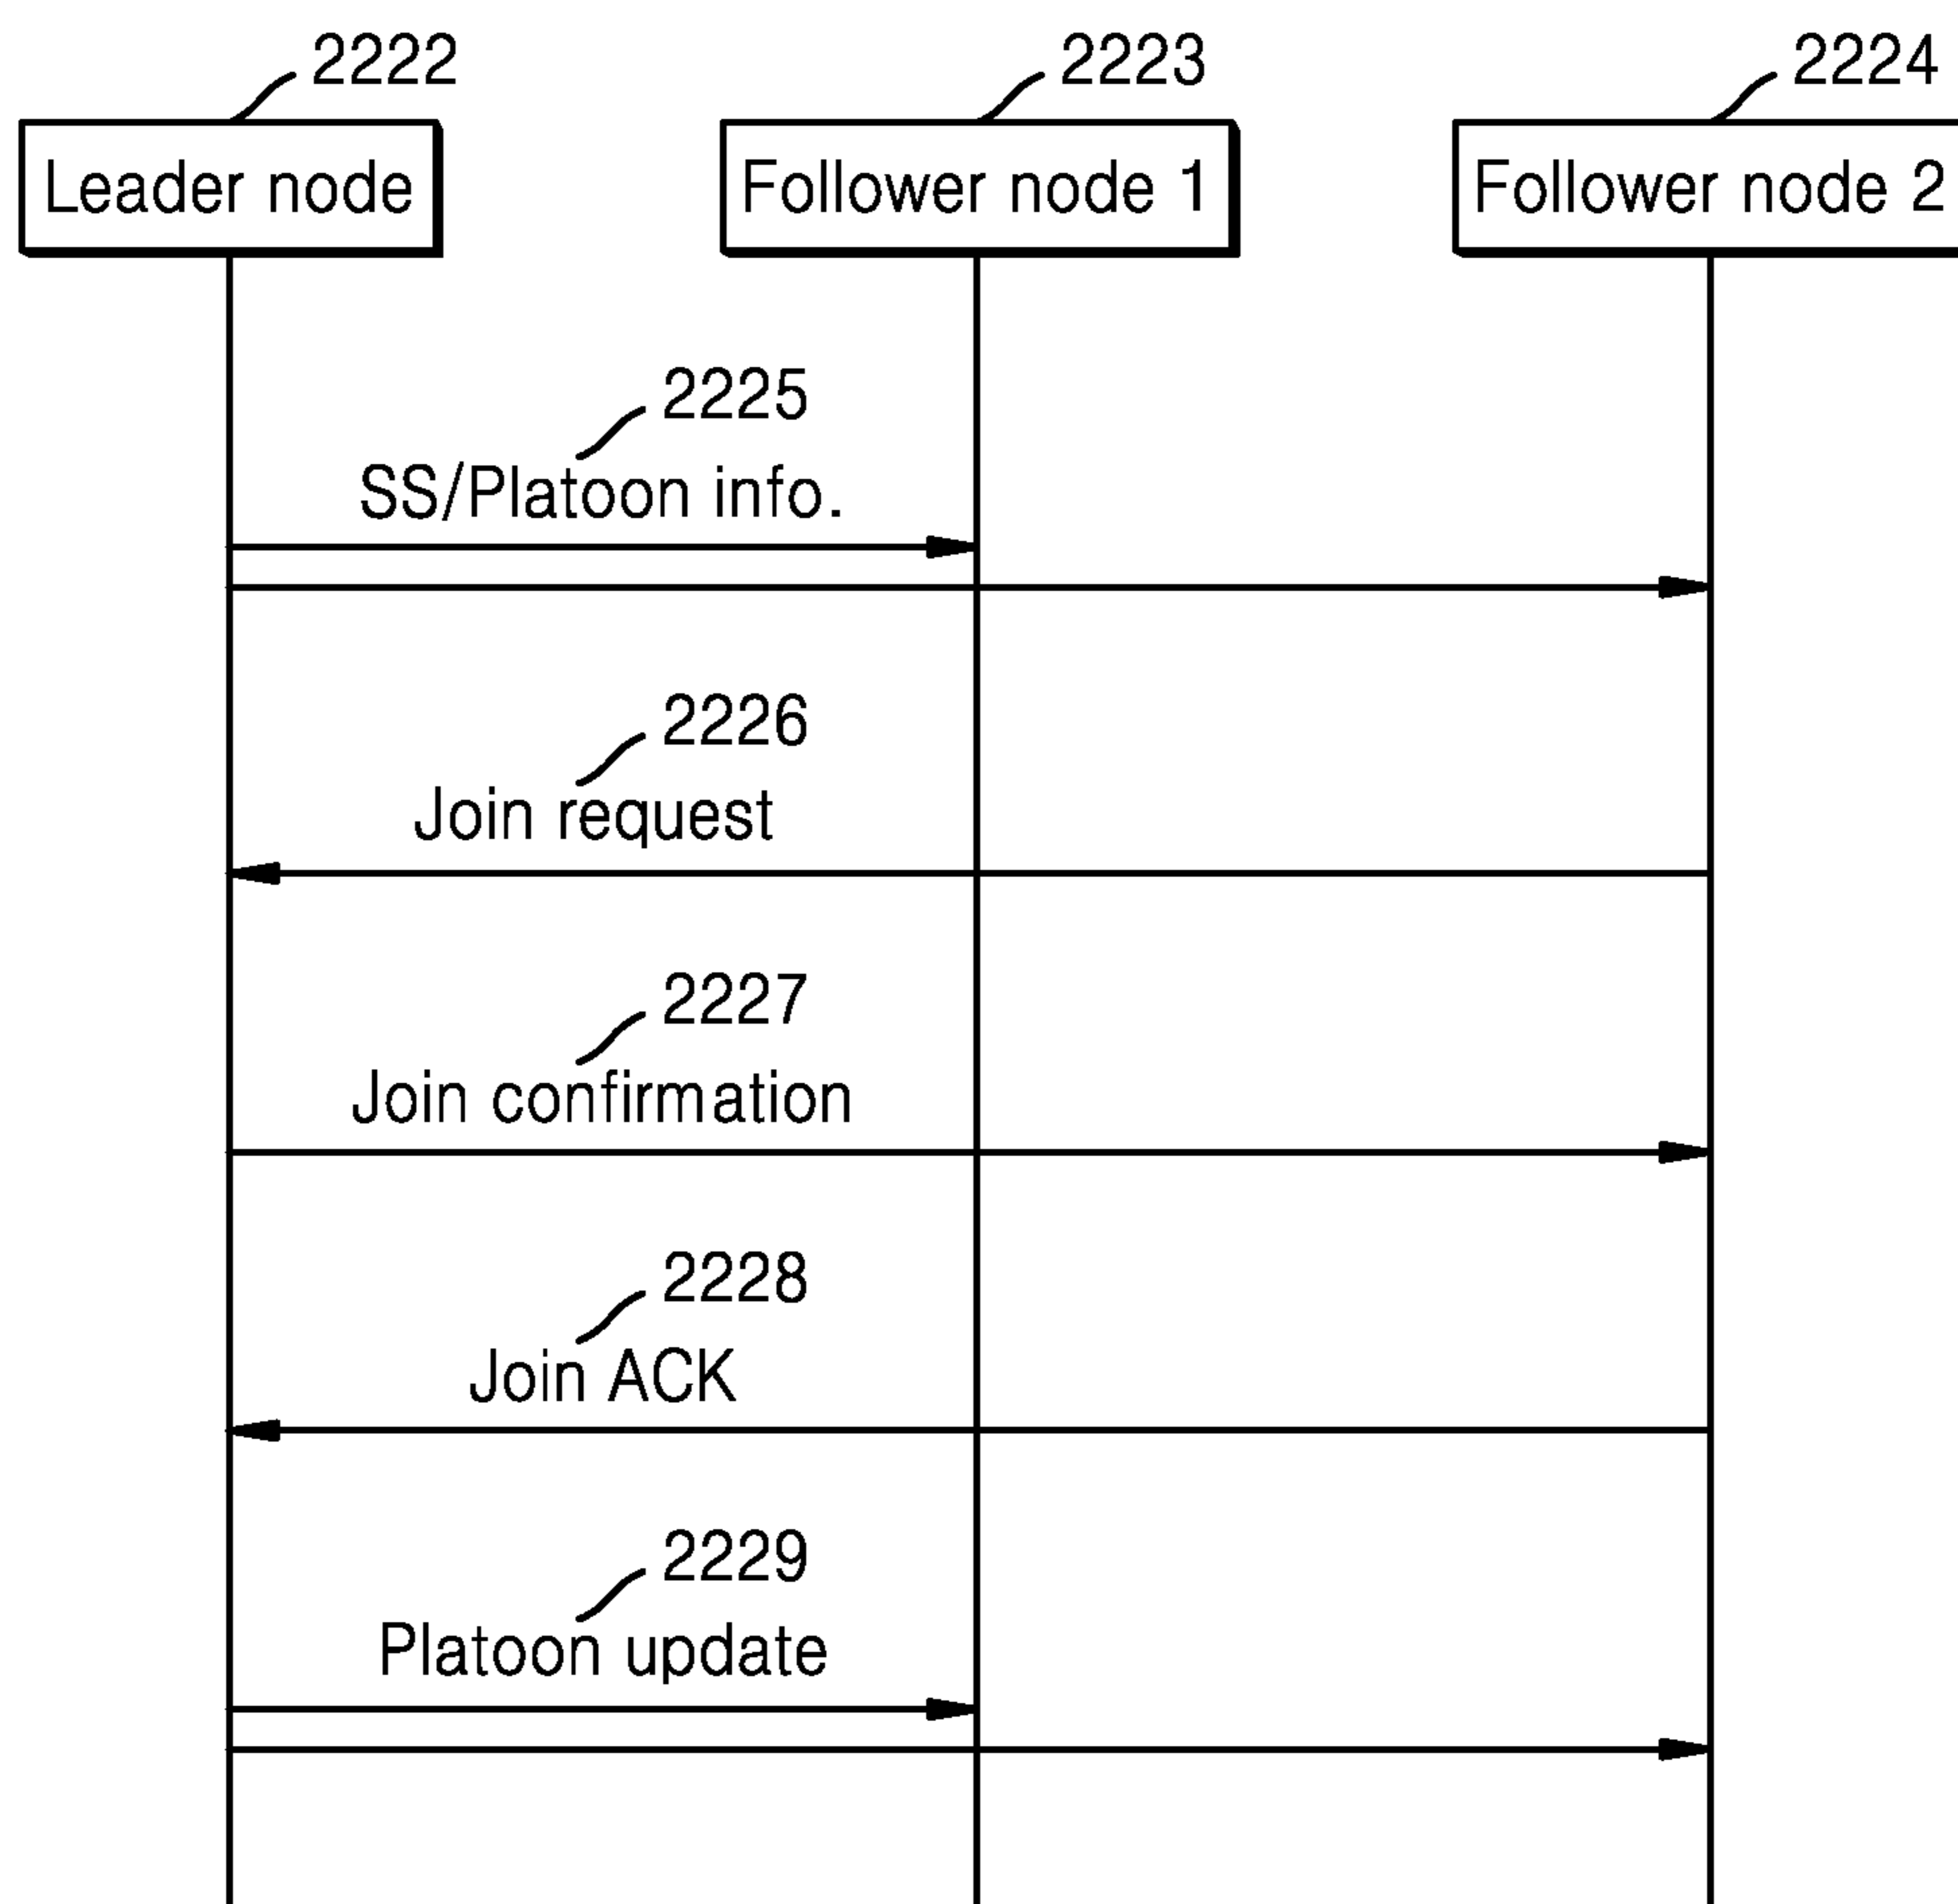 2222
2223
2224
Leader node
Follower node 1
Follower node 2
2225
SS/Platoon info.
2226
Join request
2227
Join confirmation
2228
Join ACK
2229
Platoon update